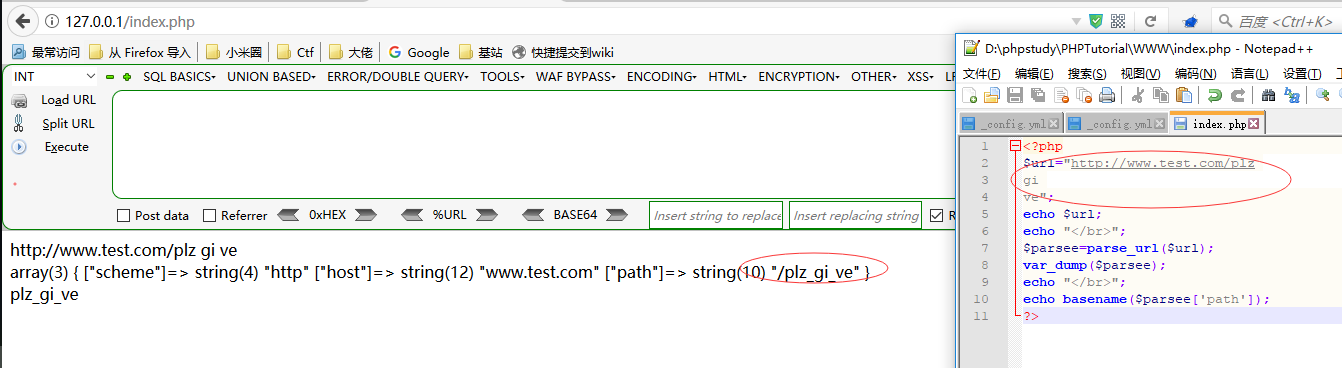 127.0.0.1/index.php
百度 <Ctrl+K>
最常访问 从 Firefox 导入 小米圈 Ctf 大佬 Google 基站 快捷提交到wiki
INT SQL BASICS UNION BASED ERROR/DOUBLE QUERY TOOLS WAF BYPASS ENCODING HTML ENCRYPTION OTHER XSS
Load URL
Split URL
Execute
Post data Referrer 0xHEX %URL BASE64 Insert string to replace Insert replacing string
http://www.test.com/plz gi ve
array(3) { ["scheme"]=> string(4) "http" ["host"]=> string(12) "www.test.com" ["path"]=> string(10) "/plz_gi_ve" }
plz_gi_ve
D:\phpstudy\PHPTutorial\WWW\index.php - Notepad++
文件(F) 编辑(E) 搜索(S) 视图(V) 编码(N) 语言(L) 设置(T)
_config.yml _config.yml index.php
1 <?php
2 $url="http://www.test.com/plz
3 gi
4 ve";
5 echo $url;
6 echo "</br>";
7 $parsee=parse_url($url);
8 var_dump($parsee);
9 echo "</br>";
10 echo basename($parsee['path']);
11 ?>